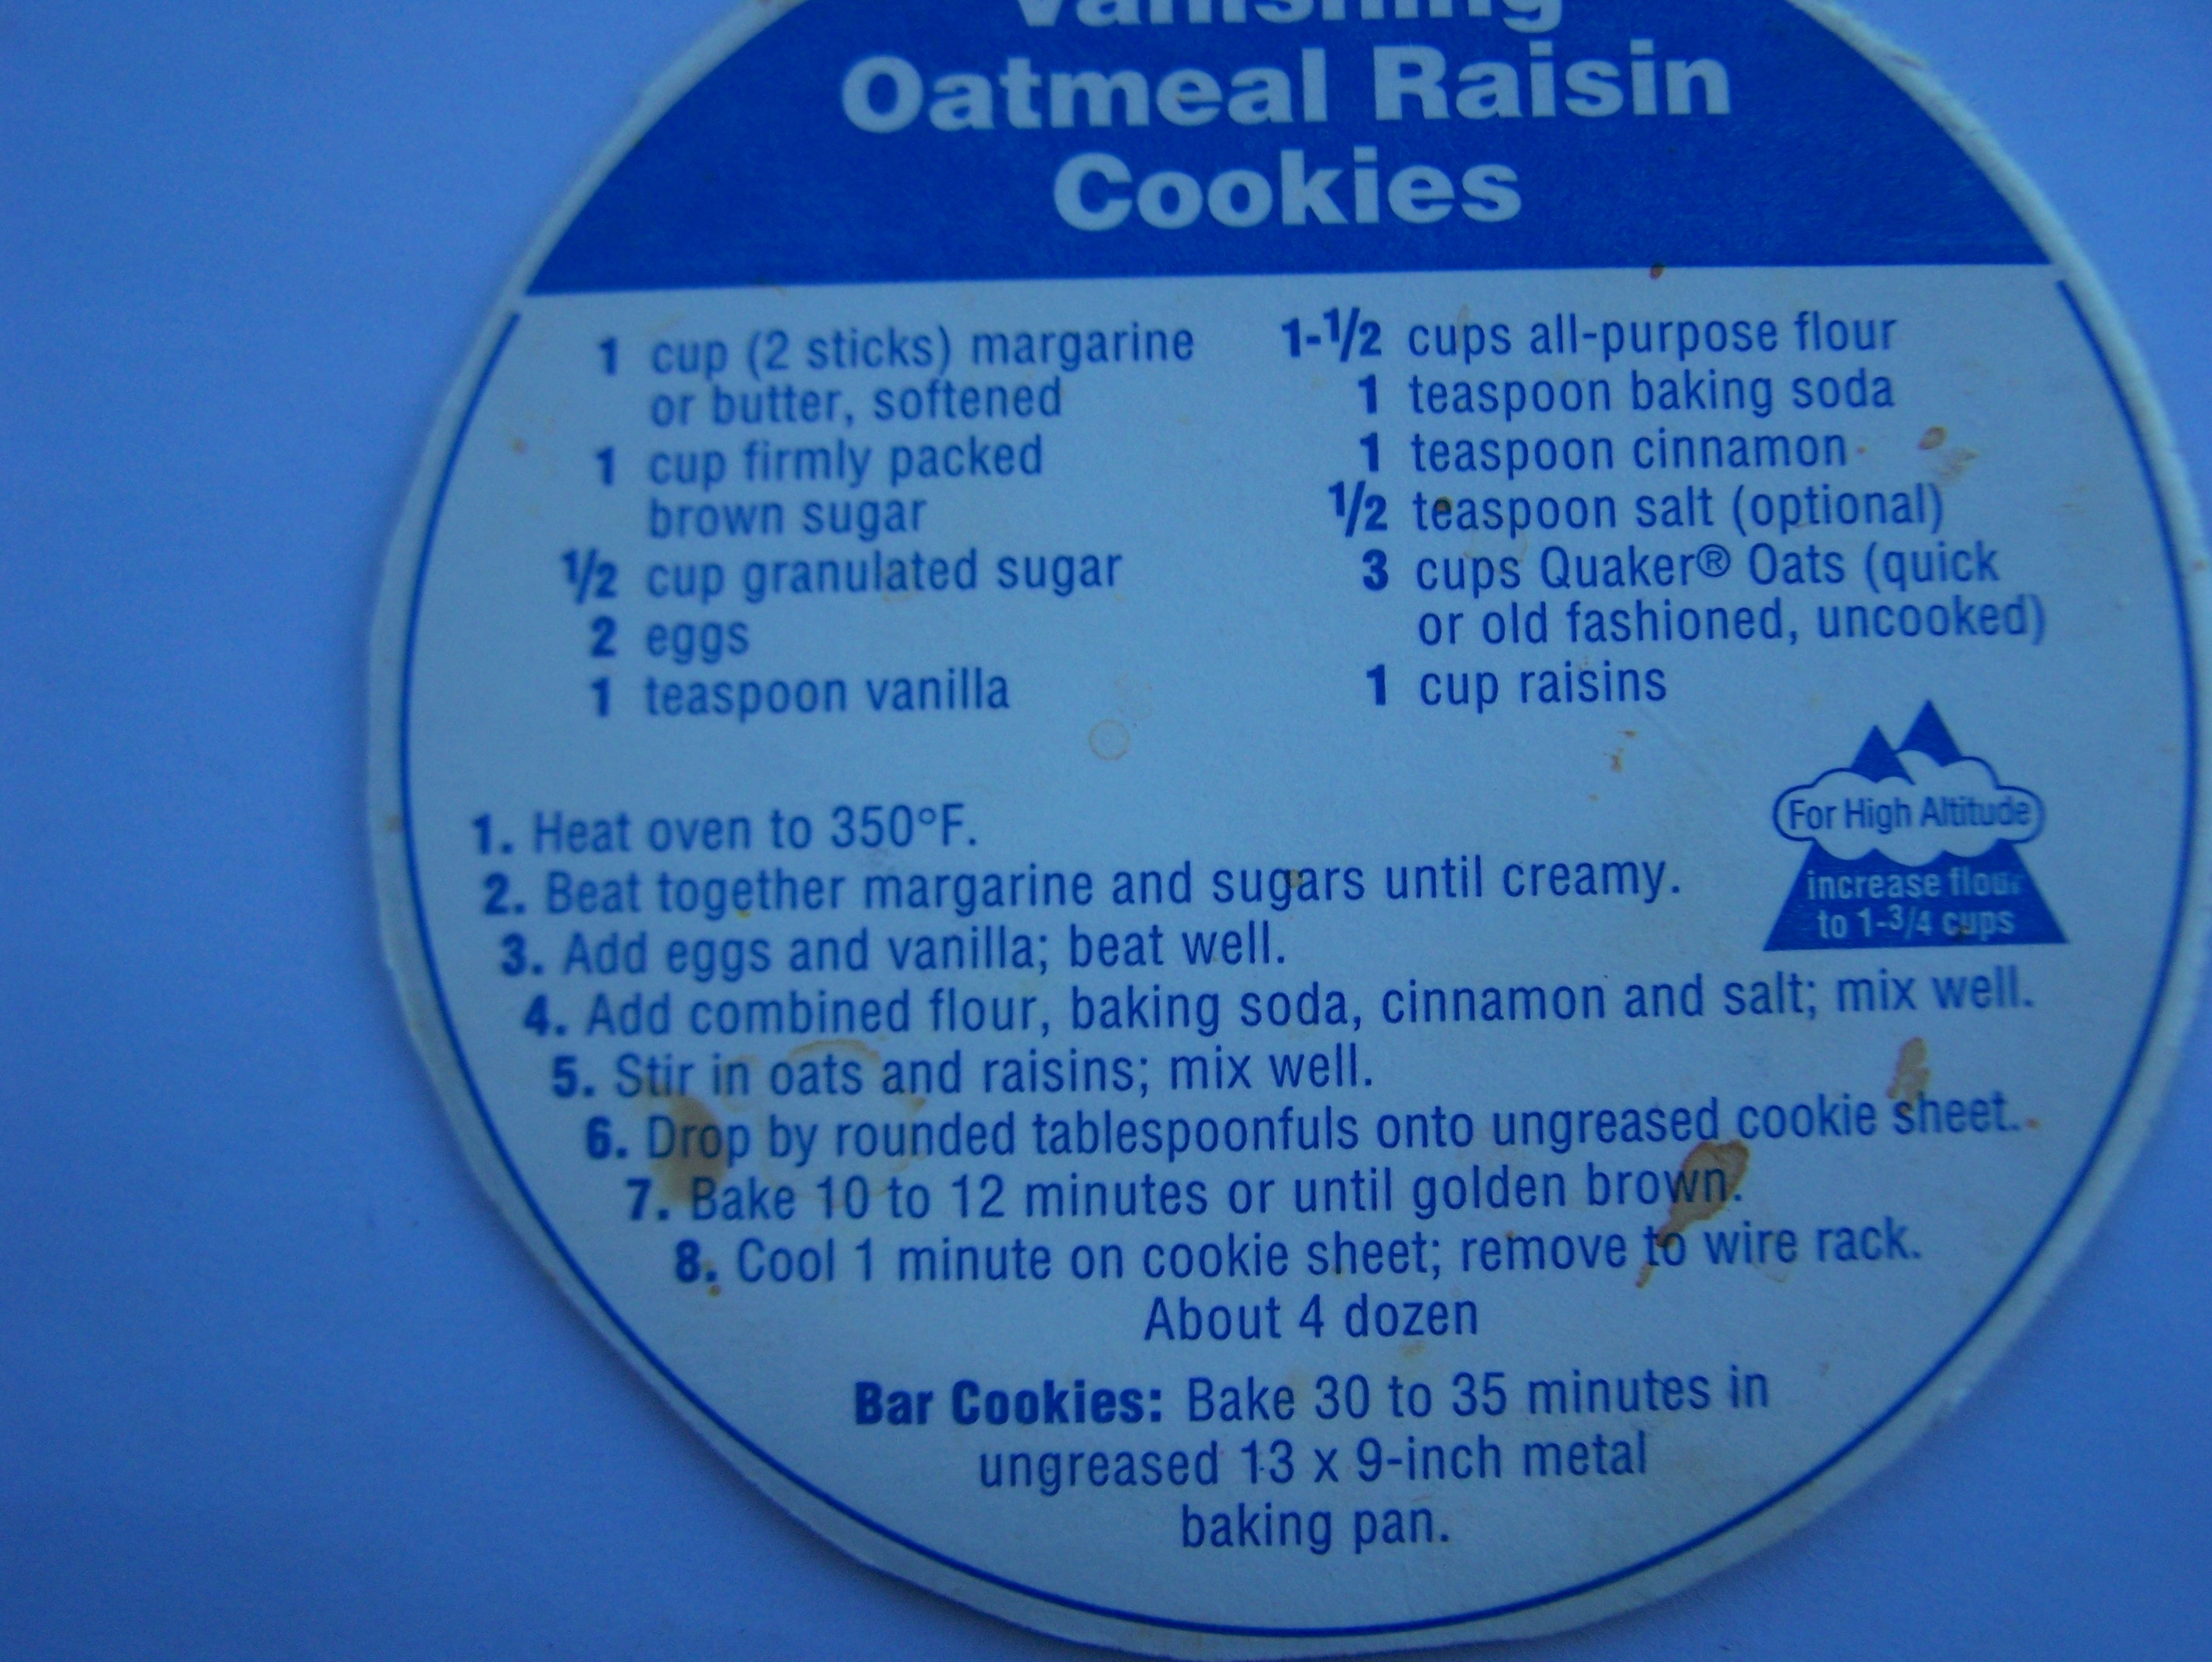 Vanishing
Oatmeal Raisin
Cookies
1 cup (2 sticks) margarine
or butter, softened
1 cup firmly packed
brown sugar
1/2 cup granulated sugar
2 eggs
1 teaspoon vanilla
1-1/2 cups all-purpose flour
1 teaspoon baking soda
1 teaspoon cinnamon
1/2 teaspoon salt (optional)
3 cups Quaker® Oats (quick
or old fashioned, uncooked)
1 cup raisins
For High Altitude
increase flour
to 1-3/4 cups
1. Heat oven to 350°F.
2. Beat together margarine and sugars until creamy.
3. Add eggs and vanilla; beat well.
4. Add combined flour, baking soda, cinnamon and salt; mix well.
5. Stir in oats and raisins; mix well.
6. Drop by rounded tablespoonfuls onto ungreased cookie sheet.
7. Bake 10 to 12 minutes or until golden brown.
8. Cool 1 minute on cookie sheet; remove to wire rack.
About 4 dozen
Bar Cookies: Bake 30 to 35 minutes in
ungreased 13 x 9-inch metal
baking pan.